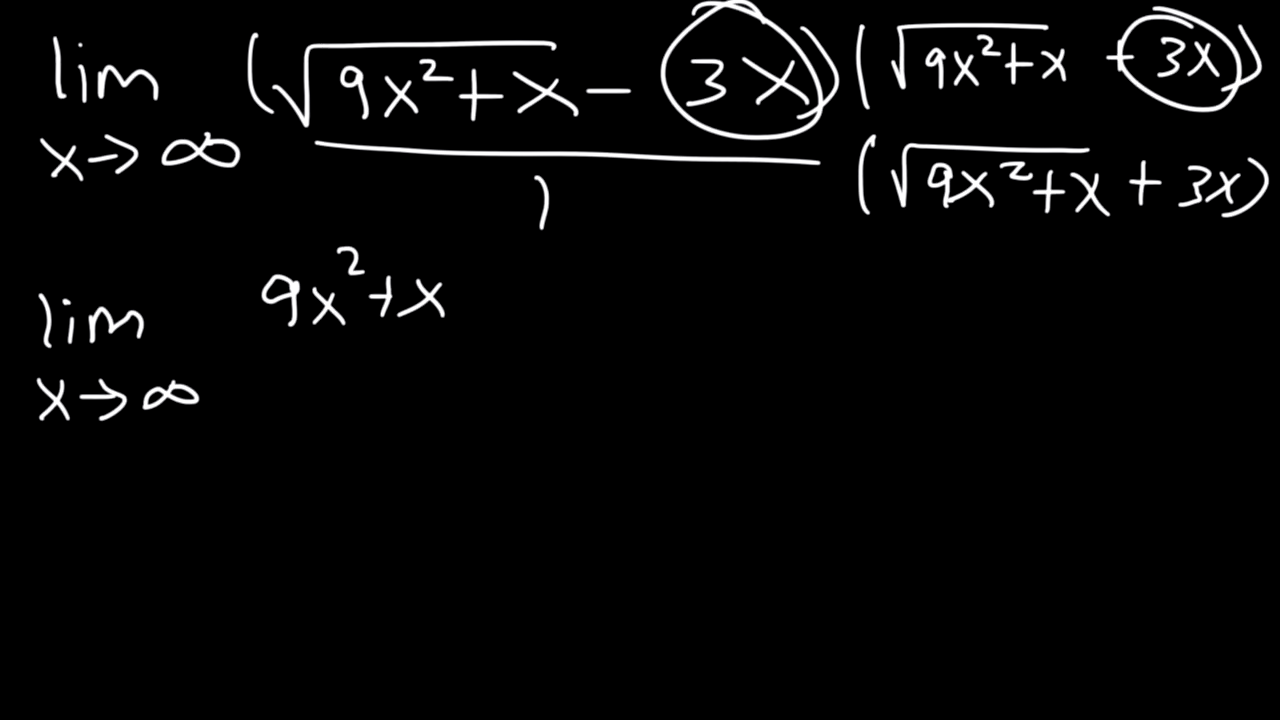 lim (√9x²+x − 3x) (√9x²+x + 3x)
x→∞ 1 (√9x²+x + 3x)
lim 9x²+x
x→∞